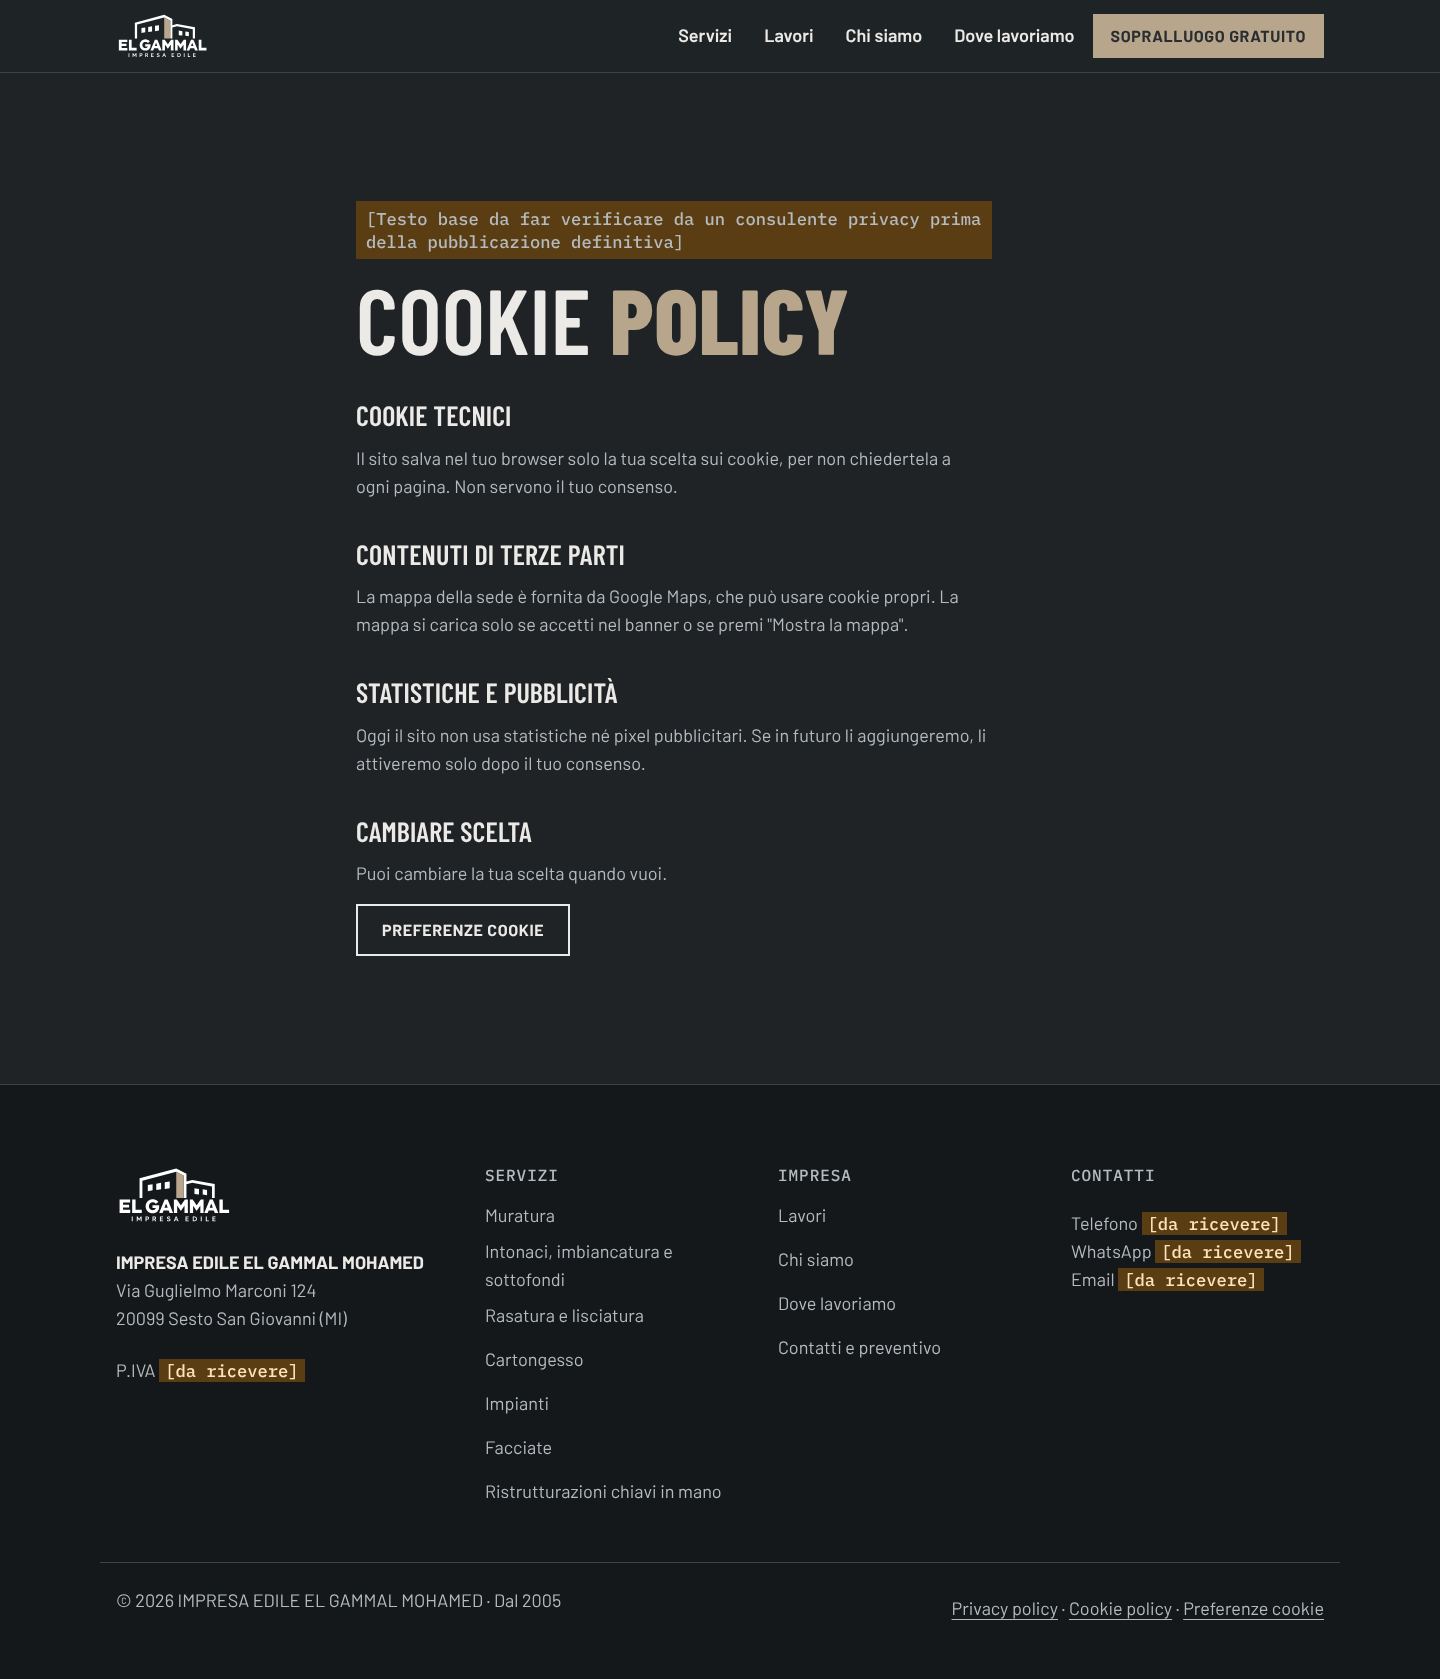 EL GAMMAL
IMPRESA EDILE
Servizi
Lavori
Chi siamo
Dove lavoriamo
SOPRALLUOGO GRATUITO
[Testo base da far verificare da un consulente privacy prima
della pubblicazione definitiva]
COOKIE POLICY
COOKIE TECNICI
Il sito salva nel tuo browser solo la tua scelta sui cookie, per non chiedertela a
ogni pagina. Non servono il tuo consenso.
CONTENUTI DI TERZE PARTI
La mappa della sede è fornita da Google Maps, che può usare cookie propri. La
mappa si carica solo se accetti nel banner o se premi "Mostra la mappa".
STATISTICHE E PUBBLICITÀ
Oggi il sito non usa statistiche né pixel pubblicitari. Se in futuro li aggiungeremo, li
attiveremo solo dopo il tuo consenso.
CAMBIARE SCELTA
Puoi cambiare la tua scelta quando vuoi.
PREFERENZE COOKIE
EL GAMMAL
IMPRESA EDILE
IMPRESA EDILE EL GAMMAL MOHAMED
Via Guglielmo Marconi 124
20099 Sesto San Giovanni (MI)
P.IVA [da ricevere]
SERVIZI
Muratura
Intonaci, imbiancatura e
sottofondi
Rasatura e lisciatura
Cartongesso
Impianti
Facciate
Ristrutturazioni chiavi in mano
IMPRESA
Lavori
Chi siamo
Dove lavoriamo
Contatti e preventivo
CONTATTI
Telefono [da ricevere]
WhatsApp [da ricevere]
Email [da ricevere]
© 2026 IMPRESA EDILE EL GAMMAL MOHAMED · Dal 2005
Privacy policy · Cookie policy · Preferenze cookie